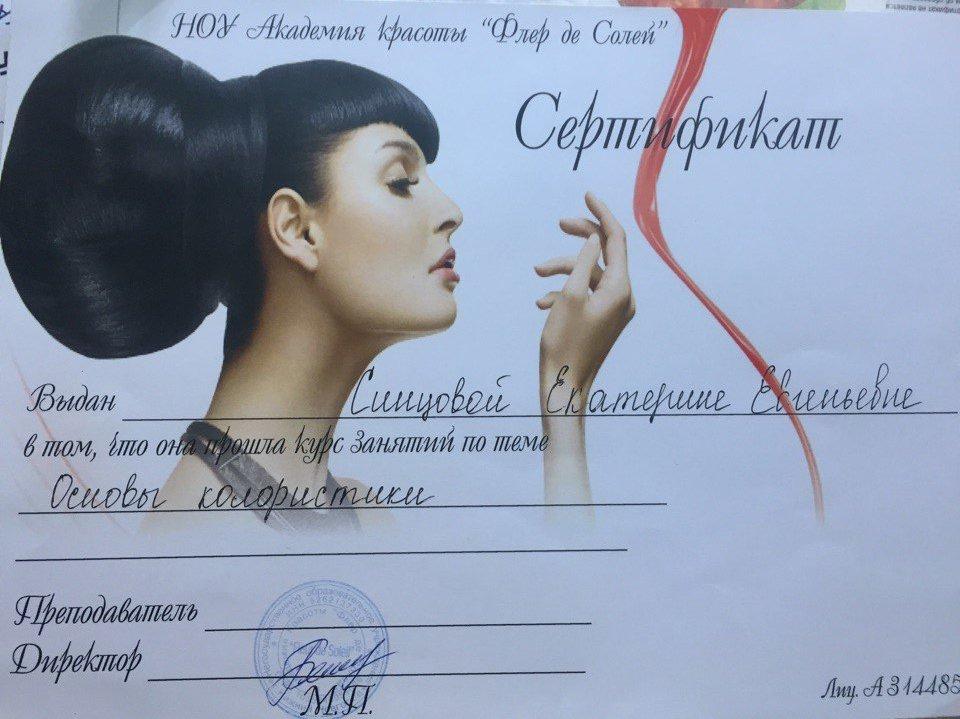 НОУ Академия красоты "Флер де Солей"
Сертификат
Выдан Синцовой Екатерине Евгеньевне
в том, что она прошла курс занятий по теме
Основы колористики
Преподаватель
Директор
М.П.
Лиц. А 314485